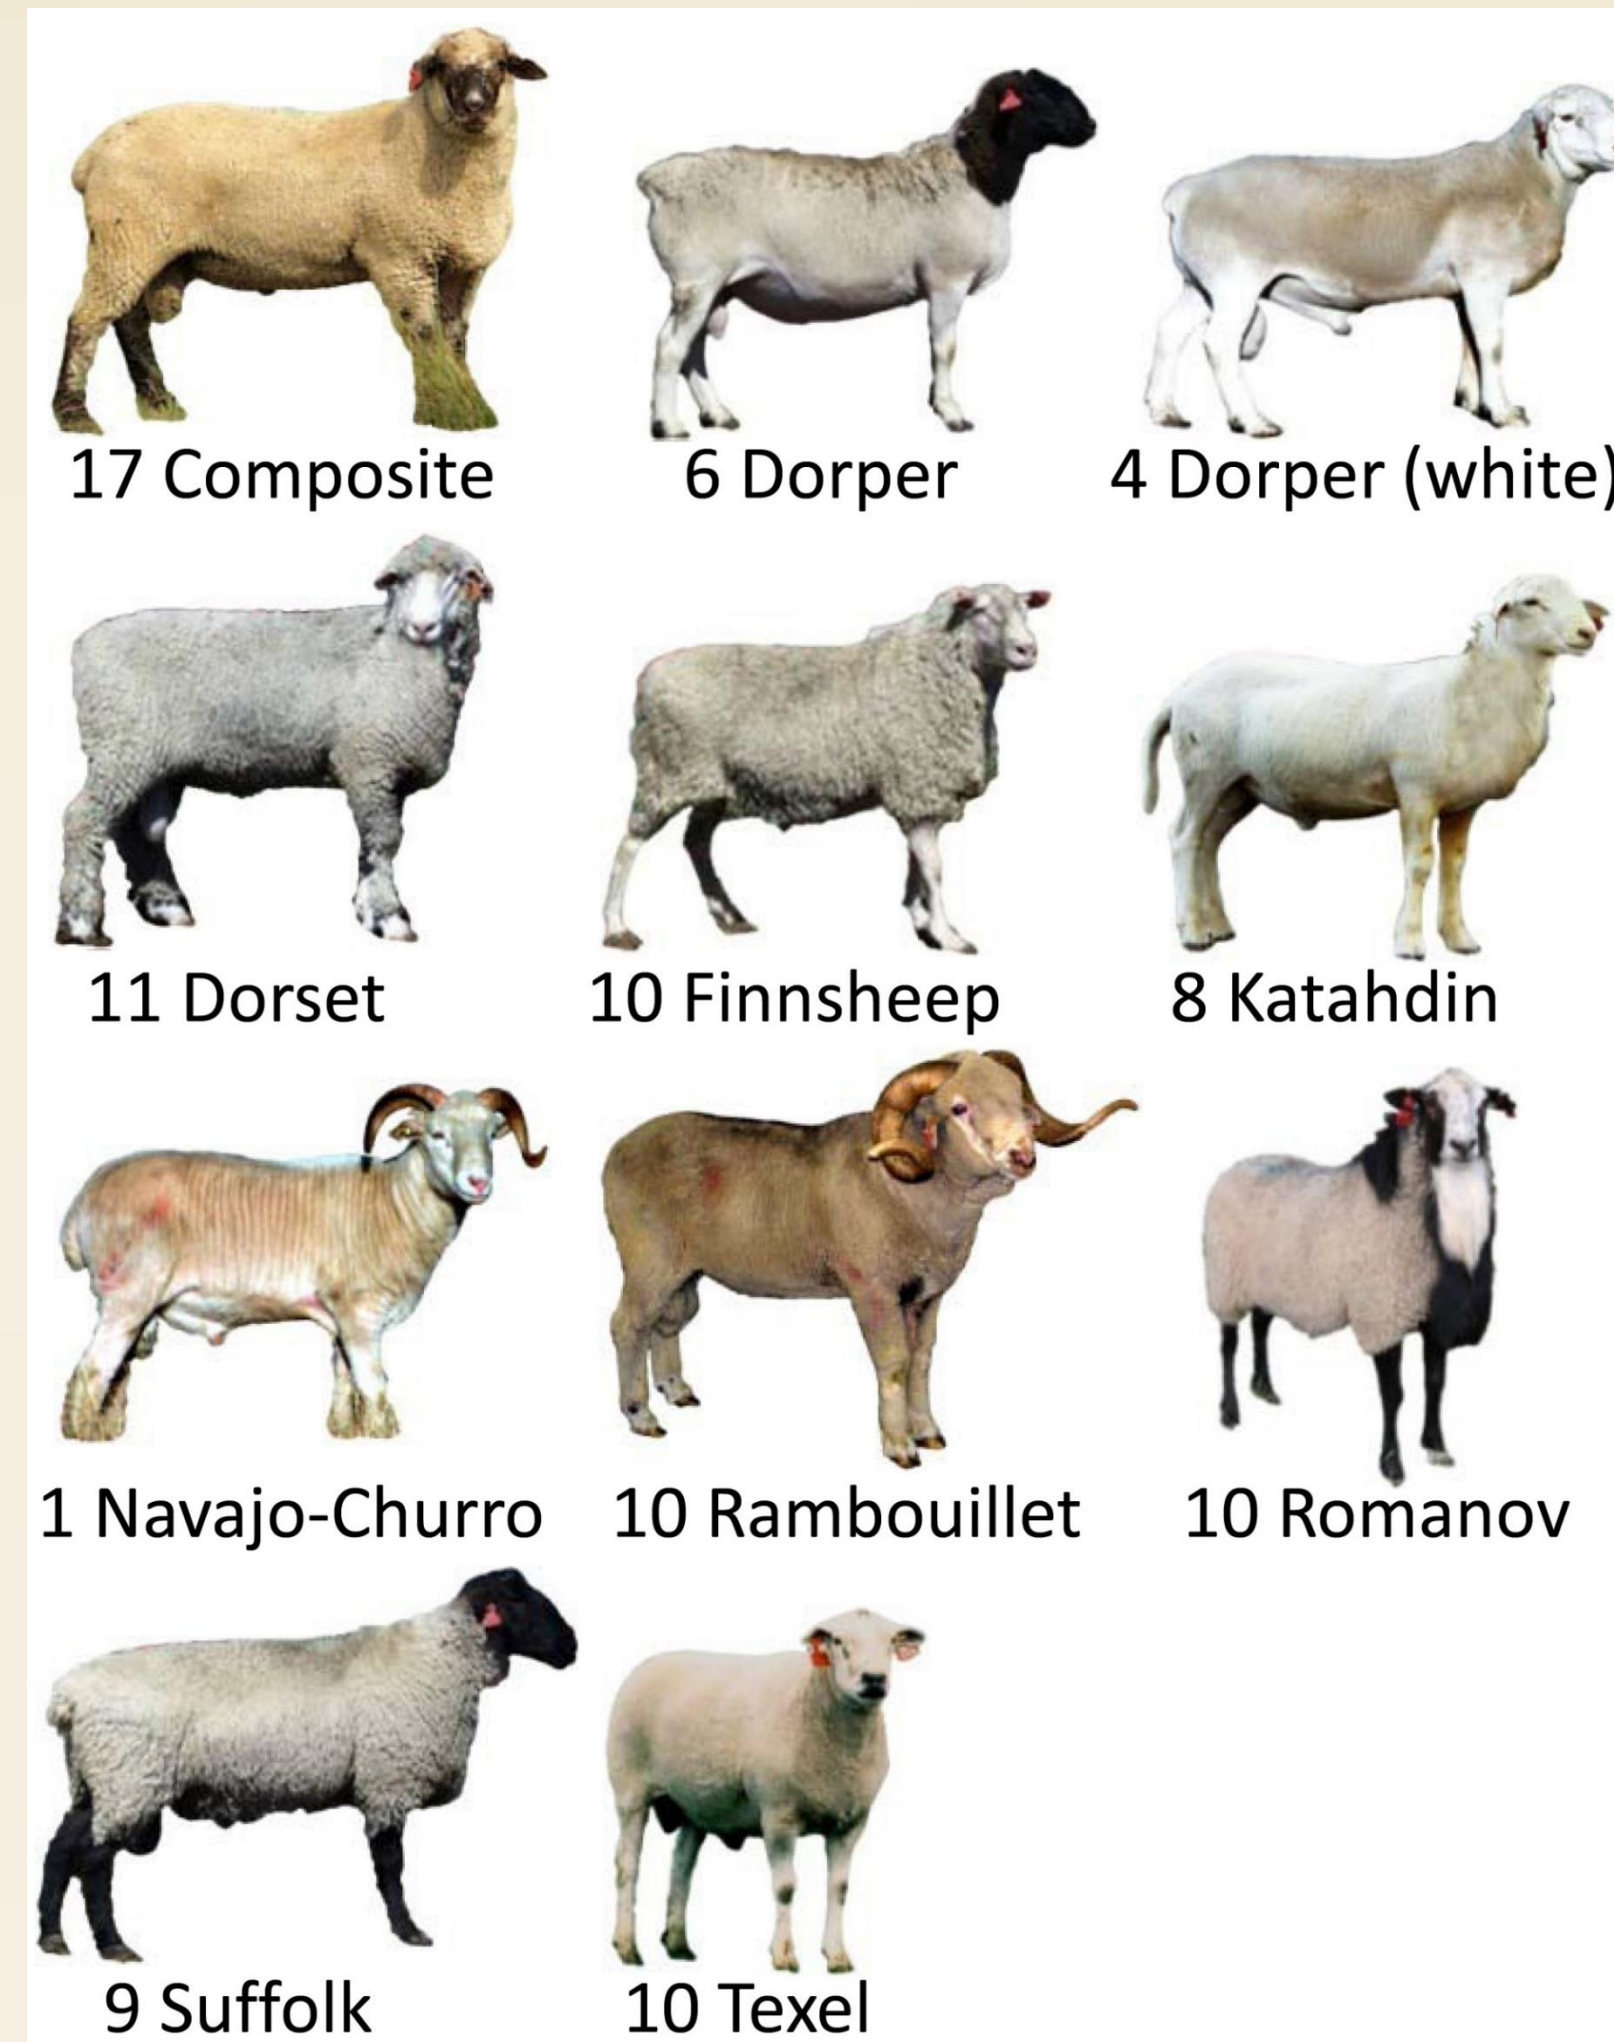 17 Composite 6 Dorper 4 Dorper (white)
11 Dorset 10 Finnsheep 8 Katahdin
1 Navajo-Churro 10 Rambouillet 10 Romanov
9 Suffolk 10 Texel